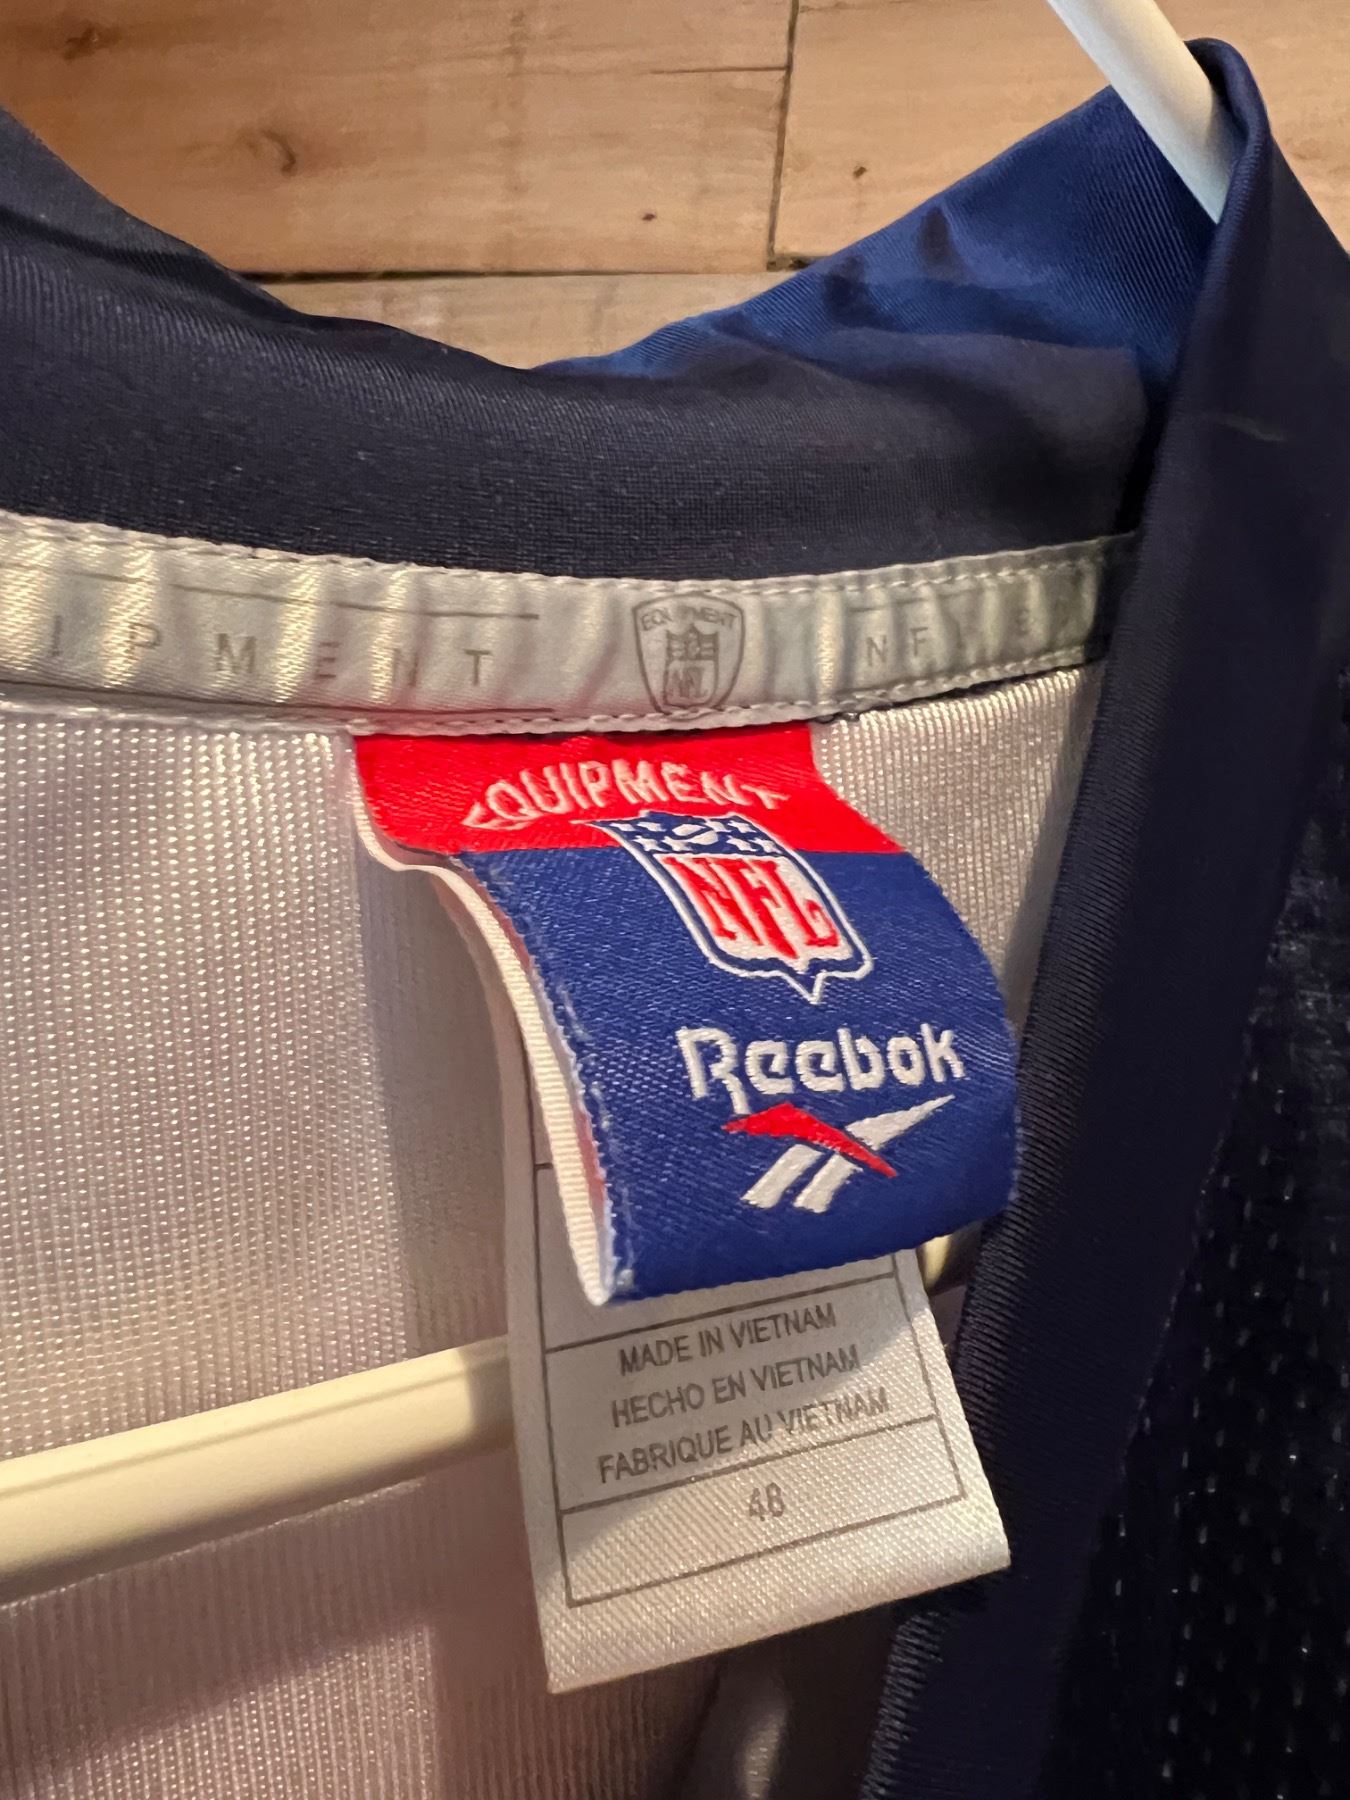 IPMENT
EQUIPMENT
NFL
NFL E
EQUIPMENT
NFL
Reebok
MADE IN VIETNAM
HECHO EN VIETNAM
FABRIQUE AU VIETNAM
48